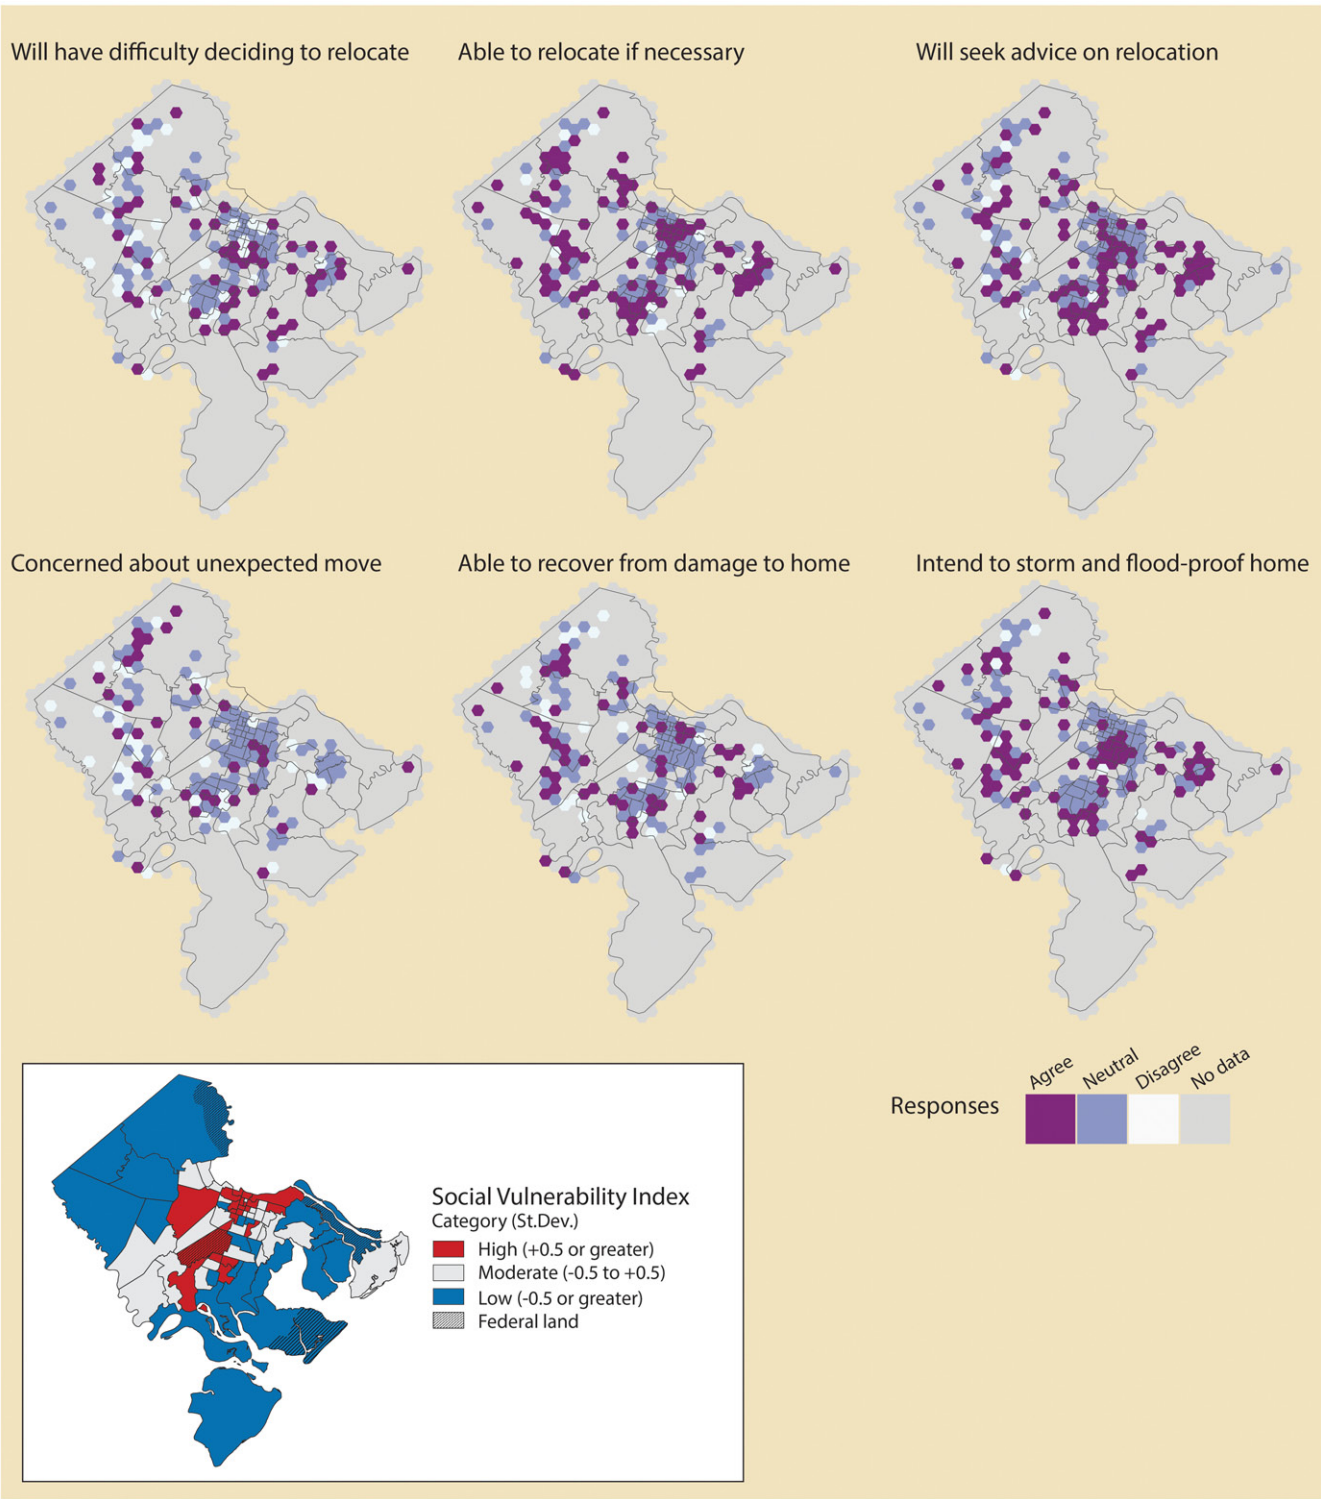 Will have difficulty deciding to relocate
Able to relocate if necessary
Will seek advice on relocation
Concerned about unexpected move
Able to recover from damage to home
Intend to storm and flood-proof home
Responses
Agree
Neutral
Disagree
No data
Social Vulnerability Index
Category (St.Dev.)
High (+0.5 or greater)
Moderate (-0.5 to +0.5)
Low (-0.5 or greater)
Federal land